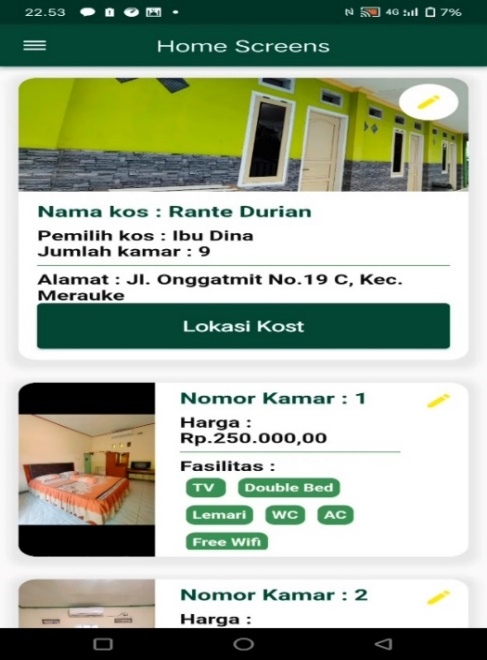 22.53
4G
7%
Home Screens
Nama kos : Rante Durian
Pemilih kos : Ibu Dina
Jumlah kamar : 9
Alamat : Jl. Onggatmit No.19 C, Kec.
Merauke
Lokasi Kost
Nomor Kamar : 1
Harga :
Rp.250.000,00
Fasilitas :
TV Double Bed
Lemari WC AC
Free Wifi
Nomor Kamar : 2
Harga :